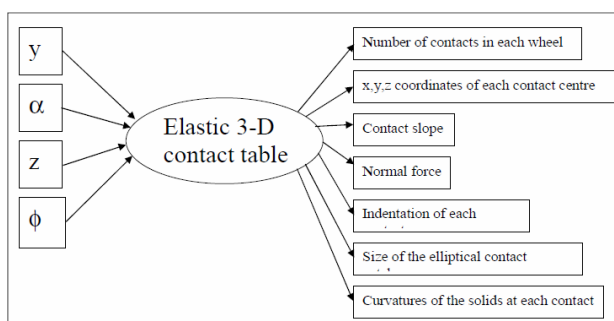 y
α
z
ϕ
Elastic 3-D
contact table
Number of contacts in each wheel
x,y,z coordinates of each contact centre
Contact slope
Normal force
Indentation of each
Size of the elliptical contact
Curvatures of the solids at each contact